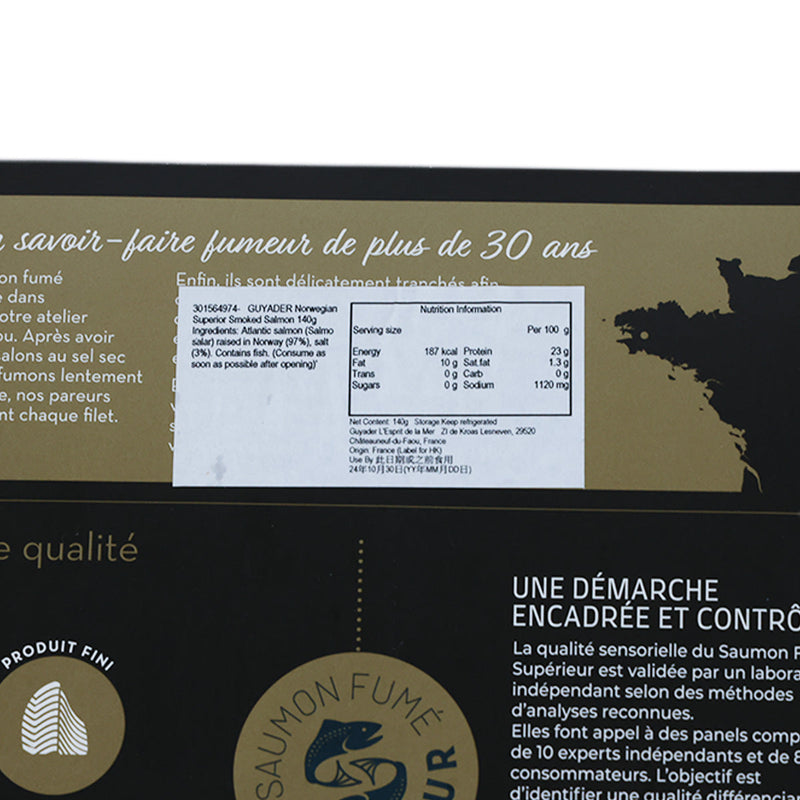 savoir-faire fumeur de plus de 30 ans
on fumé
dans
otre atelier
ou. Après avoir
salons au sel sec
fumons lentement
e, nos pareurs
nt chaque filet.
Enfin, ils sont délicatement tranchés afin
301564974- GUYADER Norwegian
Superior Smoked Salmon 140g
Ingredients: Atlantic salmon (Salmo
salar) raised in Norway (97%), salt
(3%). Contains fish. (Consume as
soon as possible after opening)"
Nutrition Information
Serving size Per 100 g
Energy 187 kcal Protein 23 g
Fat 10 g Sat.fat 1.3 g
Trans 0 g Carb 0 g
Sugars 0 g Sodium 1120 mg
Net Content: 140g Storage:Keep refrigerated
Guyader L'Esprit de la Mer ZI de Kroas Lesneven, 29520
Châteauneuf-du-Faou, France
Origin: France (Label for HK)
Use By 此日期或之前食用
24年10月30日(YY年MM月DD日)
e qualité
PRODUIT FINI
SAUMON FUMÉ
UR
UNE DÉMARCHE
ENCADRÉE ET CONTRÔ
La qualité sensorielle du Saumon F
Supérieur est validée par un labora
indépendant selon des méthodes
d'analyses reconnues.
Elles font appel à des panels comp
de 10 experts indépendants et de 8
consommateurs. L'objectif est
d'identifier une qualité différencian